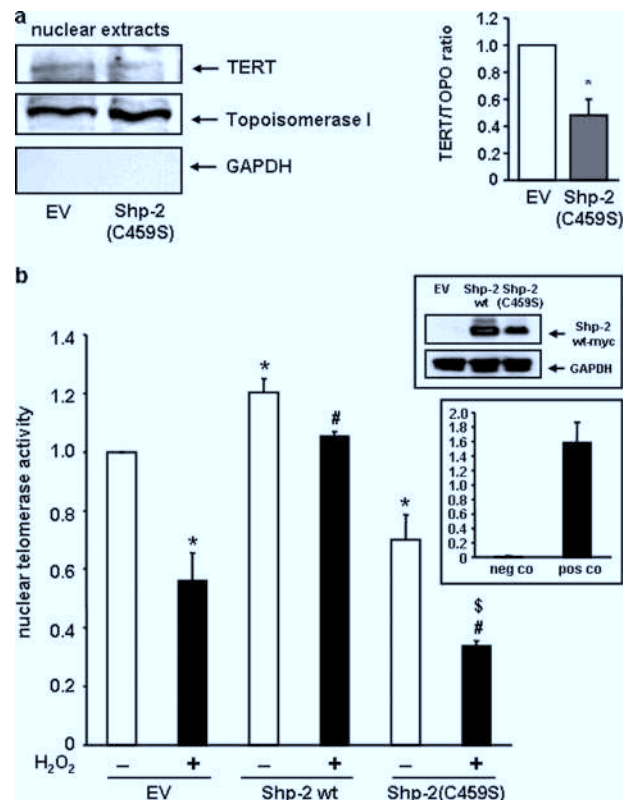 a
nuclear extracts
TERT
Topoisomerase I
GAPDH
EV Shp-2
(C459S)
TERT/TOPO ratio
1.2
1.0
0.8
0.6
0.4
0.2
0
*
EV Shp-2
(C459S)
b
EV Shp-2 Shp-2
wt (C459S)
Shp-2
wt-myc
GAPDH
2.0
1.8
1.6
1.4
1.2
1.0
0.8
0.6
0.4
0.2
0
neg co pos co
nuclear telomerase activity
1.4
1.2
1.0
0.8
0.6
0.4
0.2
0
* * # * $ #
H2O2 – + – + – +
EV Shp-2 wt Shp-2(C459S)